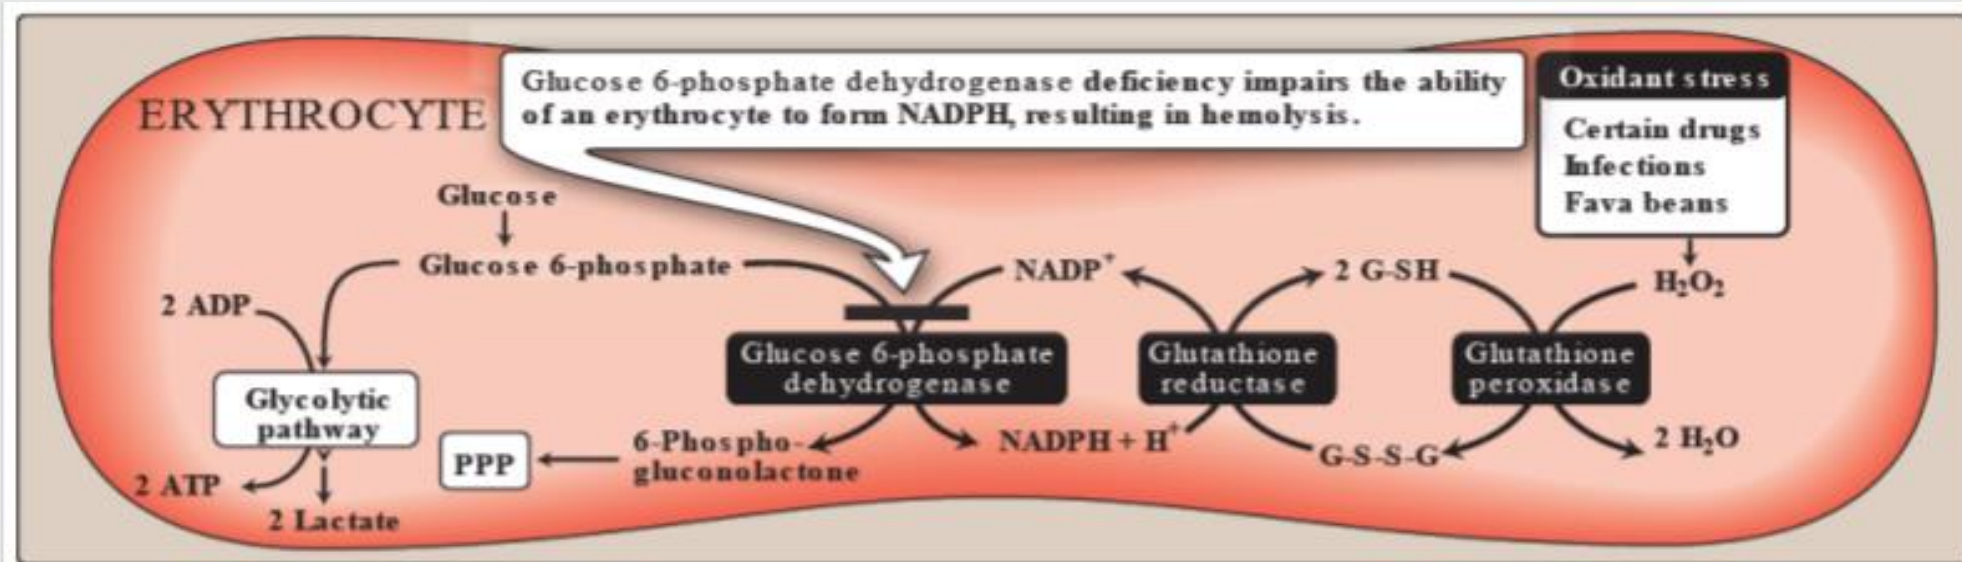 Glucose 6-phosphate dehydrogenase deficiency impairs the ability
of an erythrocyte to form NADPH, resulting in hemolysis.
ERYTHROCYTE
Oxidant stress
Certain drugs
Infections
Fava beans
Glucose
Glucose 6-phosphate
NADP⁺
2 G-SH
H₂O₂
2 ADP
Glucose 6-phosphate
dehydrogenase
Glutathione
reductase
Glutathione
peroxidase
Glycolytic
pathway
PPP
6-Phospho-
gluconolactone
NADPH + H⁺
G-S-S-G
2 H₂O
2 ATP
2 Lactate